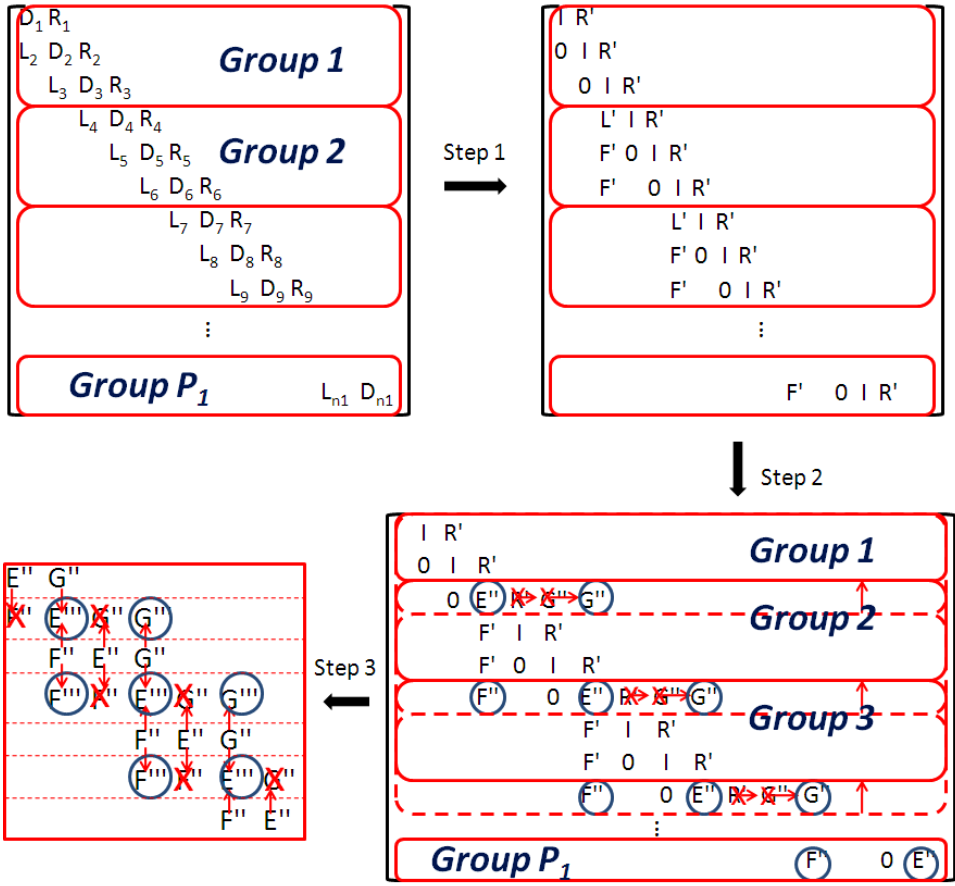 D₁ R₁
L₂ D₂ R₂
Group 1
L₃ D₃ R₃
L₄ D₄ R₄
L₅ D₅ R₅
Group 2
L₆ D₆ R₆
L₇ D₇ R₇
L₈ D₈ R₈
L₉ D₉ R₉
⋮
Group P₁
Lₙ₁ Dₙ₁
Step 1
I R'
0 I R'
0 I R'
L' I R'
F' 0 I R'
F' 0 I R'
L' I R'
F' 0 I R'
F' 0 I R'
⋮
F' 0 I R'
Step 2
I R'
Group 1
0 I R'
0 E'' R' G'' G''
Group 2
F' I R'
F' 0 I R'
F'' 0 E'' R' G'' G''
Group 3
F' I R'
F' 0 I R'
F'' 0 E'' R' G'' G''
⋮
Group P₁
F'' 0 E''
Step 3
E'' G''
F'' E''' G'' G'''
F'' E'' G''
F''' F'' E''' G'' G'''
F'' E'' G''
F''' F'' E''' G''
F'' E''